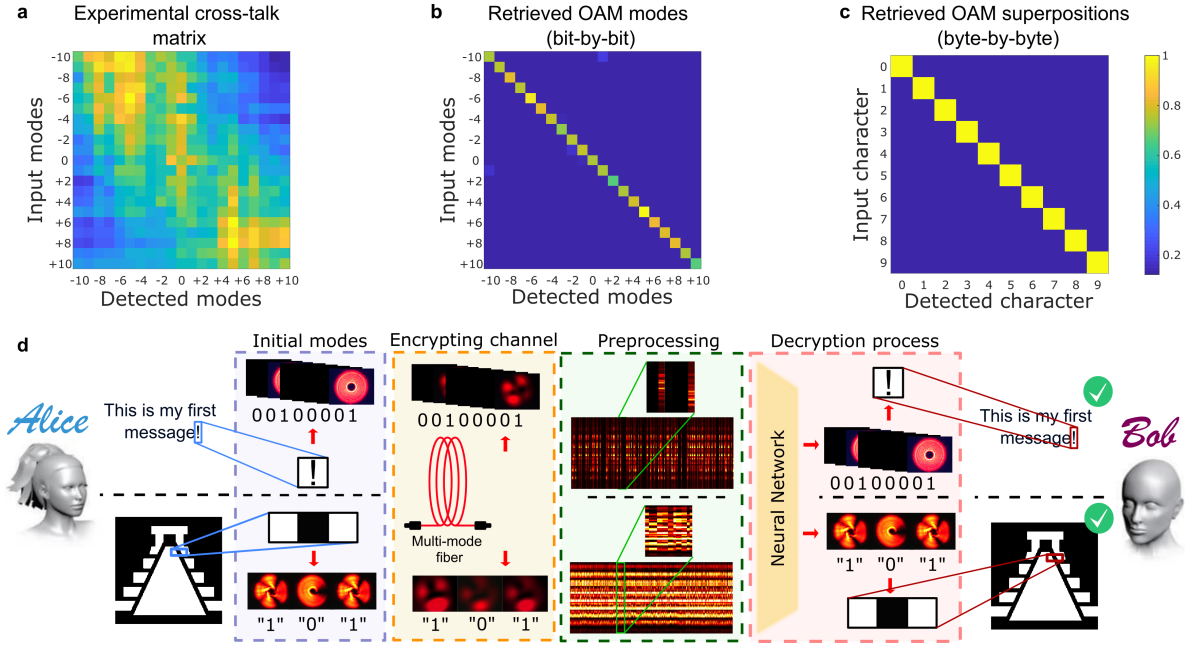 a
Experimental cross-talk
matrix
Input modes
-10
-8
-6
-4
-2
0
+2
+4
+6
+8
+10
-10 -8 -6 -4 -2 0 +2 +4 +6 +8 +10
Detected modes
b
Retrieved OAM modes
(bit-by-bit)
Input modes
-10
-8
-6
-4
-2
0
+2
+4
+6
+8
+10
-10 -8 -6 -4 -2 0 +2 +4 +6 +8 +10
Detected modes
c
Retrieved OAM superpositions
(byte-by-byte)
Input character
0
1
2
3
4
5
6
7
8
9
0 1 2 3 4 5 6 7 8 9
Detected character
1
0.8
0.6
0.4
0.2
d
Alice
This is my first
message!
Initial modes
00100001
!
"1" "0" "1"
Encrypting channel
00100001
Multi-mode
fiber
"1" "0" "1"
Preprocessing
Decryption process
Neural Network
!
00100001
"1" "0" "1"
This is my first
message!
Bob